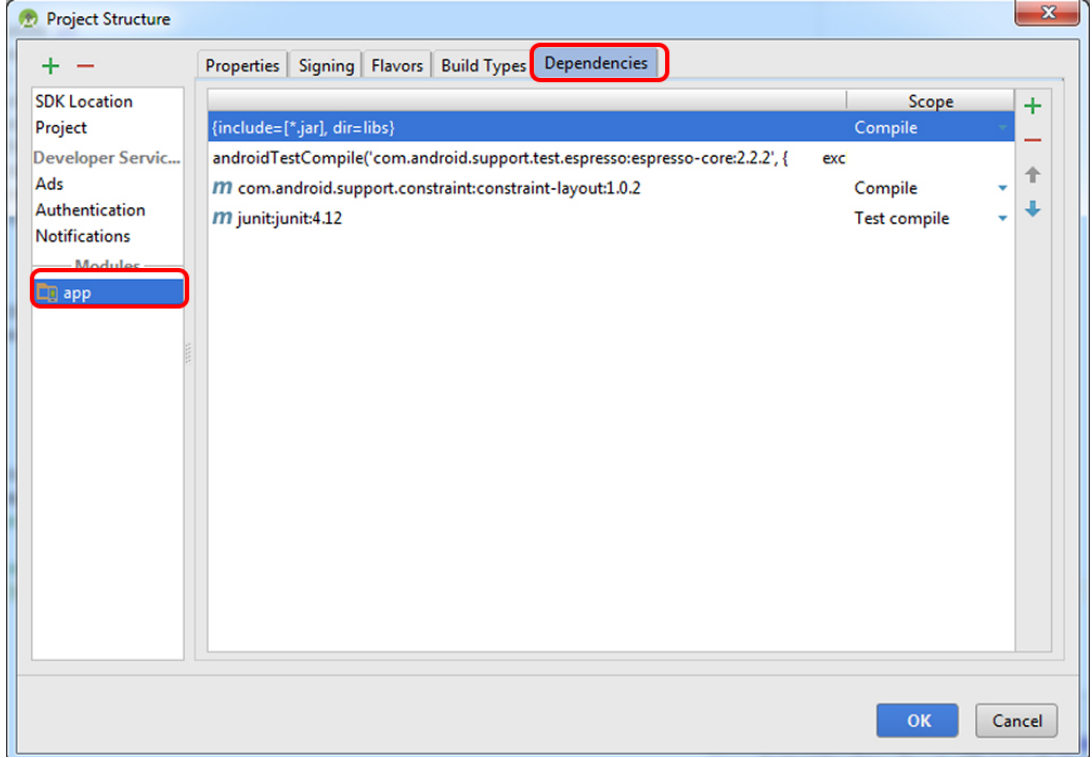 Project Structure
Properties Signing Flavors Build Types Dependencies
SDK Location
Project
Developer Servic...
Ads
Authentication
Notifications
Modules
app
Scope
{include=[*.jar], dir=libs} Compile
androidTestCompile('com.android.support.test.espresso:espresso-core:2.2.2', { exc
m com.android.support.constraint:constraint-layout:1.0.2 Compile
m junit:junit:4.12 Test compile
OK Cancel